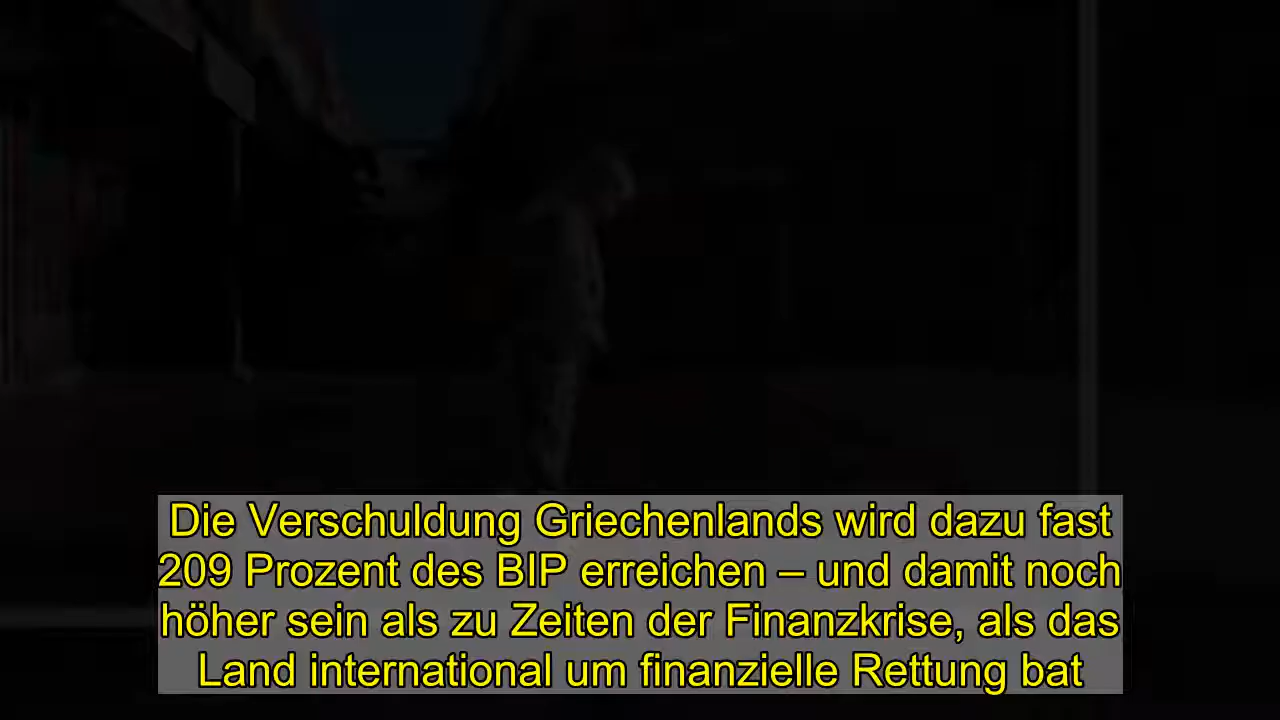 Die Verschuldung Griechenlands wird dazu fast
209 Prozent des BIP erreichen – und damit noch
höher sein als zu Zeiten der Finanzkrise, als das
Land international um finanzielle Rettung bat